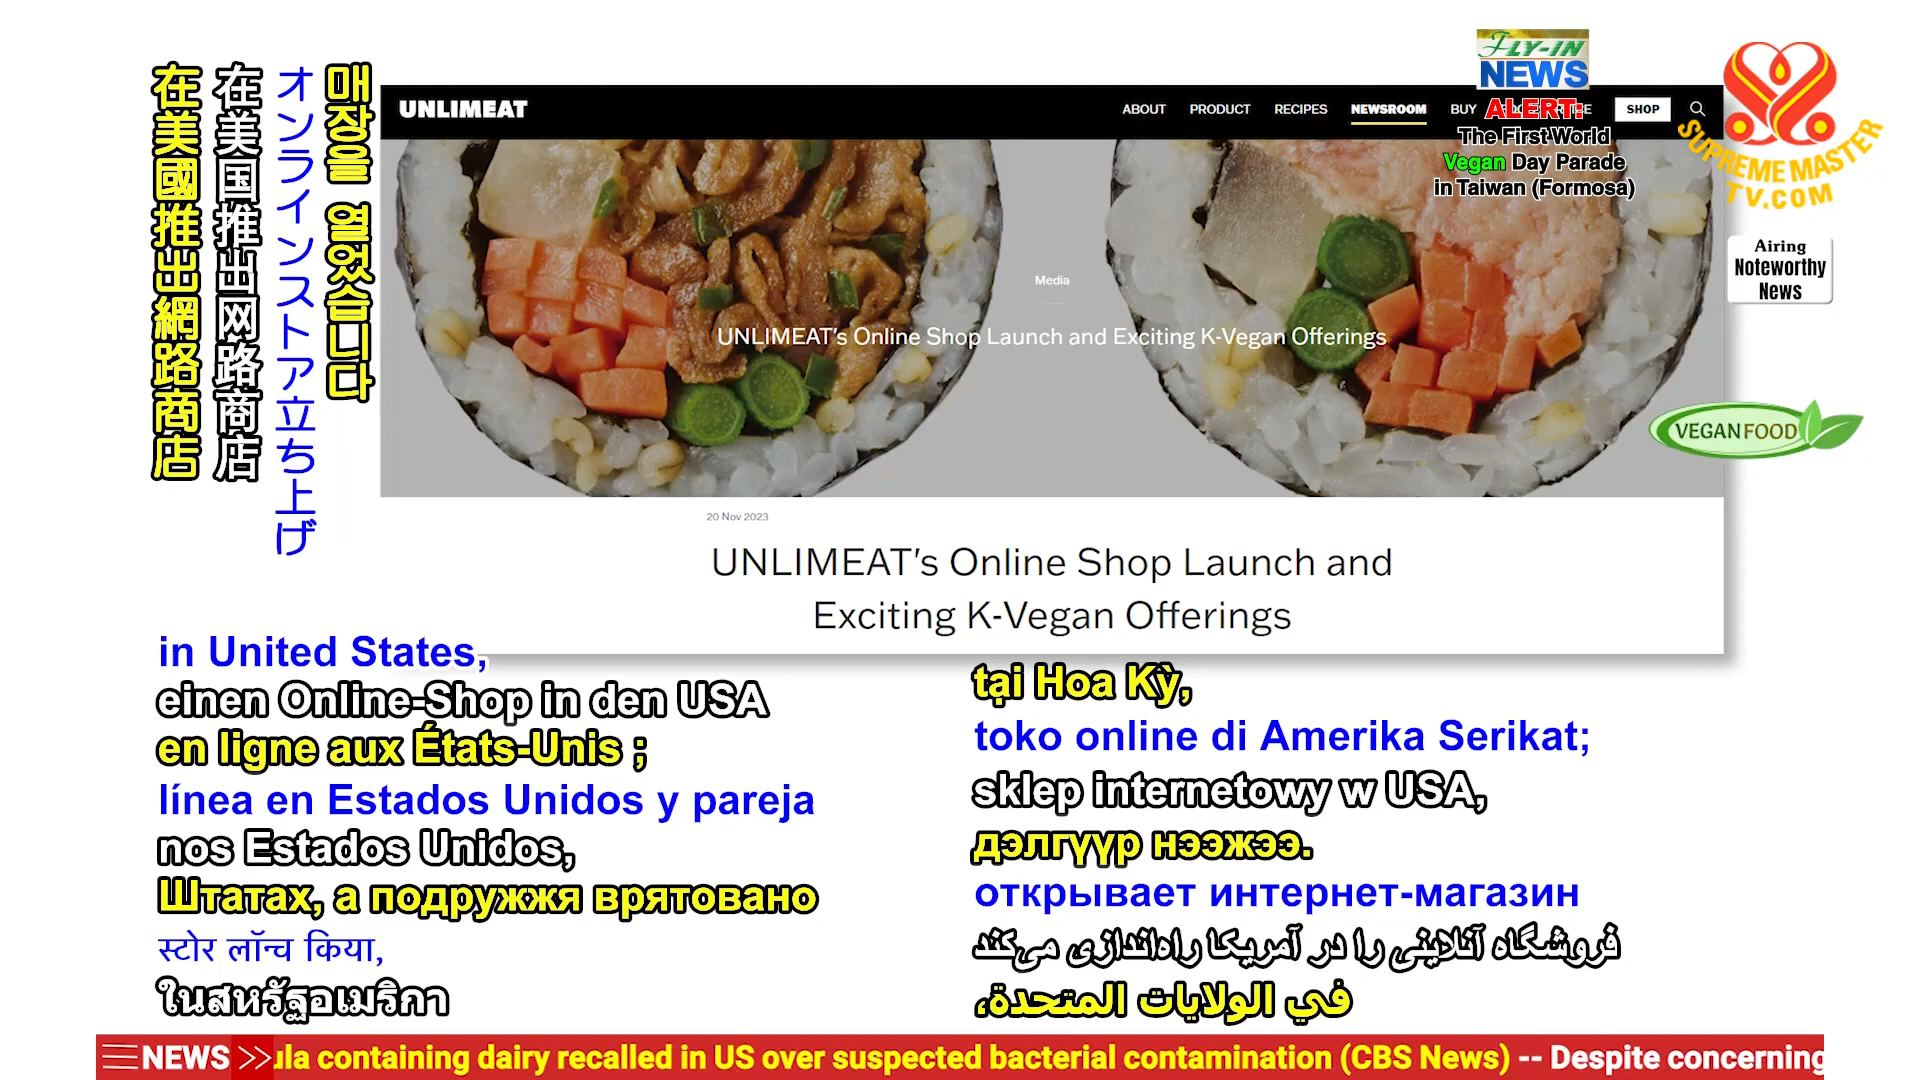 在美國推出網路商店
在美国推出网路商店
オンラインストア立ち上げ
매장을 열었습니다
UNLIMEAT
ABOUT PRODUCT RECIPES NEWSROOM BUY SHOP
FLY-IN
NEWS
ALERT:
The First World
Vegan Day Parade
in Taiwan (Formosa)
SUPREME MASTER
TV.COM
Airing
Noteworthy
News
VEGAN FOOD
Media
UNLIMEAT's Online Shop Launch and Exciting K-Vegan Offerings
20 Nov 2023
UNLIMEAT's Online Shop Launch and
Exciting K-Vegan Offerings
in United States,
einen Online-Shop in den USA
en ligne aux États-Unis ;
línea en Estados Unidos y pareja
nos Estados Unidos,
Штатах, а подружжя врятовано
स्टोर लॉन्च किया,
ในสหรัฐอเมริกา
tại Hoa Kỳ,
toko online di Amerika Serikat;
sklep internetowy w USA,
дэлгүүр нээжээ.
открывает интернет-магазин
فروشگاه آنلاینی را در آمریکا راه‌اندازی می‌کند
في الولايات المتحدة،
NEWS >> ula containing dairy recalled in US over suspected bacterial contamination (CBS News) -- Despite concerning